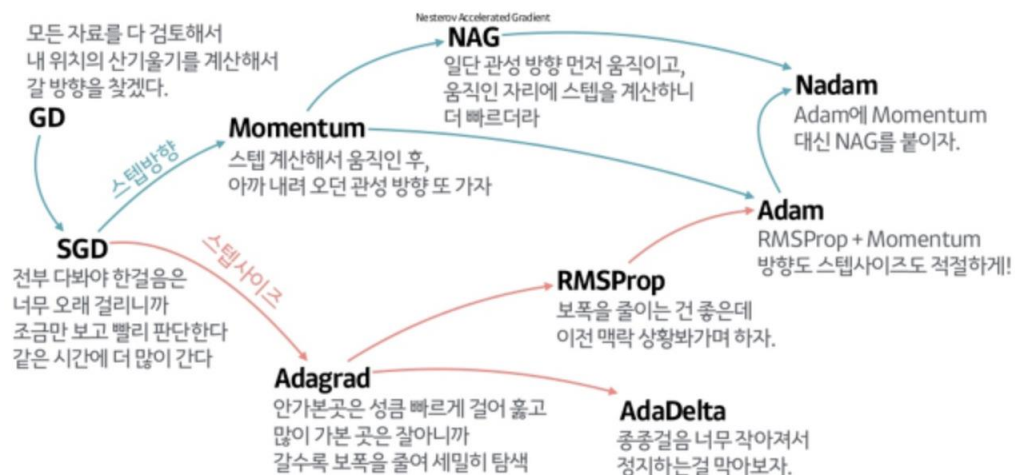 모든 자료를 다 검토해서
내 위치의 산기울기를 계산해서
갈 방향을 찾겠다.
GD
스텝방향
SGD
전부 다봐야 한걸음은
너무 오래 걸리니까
조금만 보고 빨리 판단한다
같은 시간에 더 많이 간다
Momentum
스텝 계산해서 움직인 후,
아까 내려 오던 관성 방향 또 가자
Nesterov Accelerated Gradient
NAG
일단 관성 방향 먼저 움직이고,
움직인 자리에 스텝을 계산하니
더 빠르더라
Nadam
Adam에 Momentum
대신 NAG를 붙이자.
Adam
RMSProp + Momentum
방향도 스텝사이즈도 적절하게!
스텝사이즈
RMSProp
보폭을 줄이는 건 좋은데
이전 맥락 상황봐가며 하자.
Adagrad
안가본곳은 성큼 빠르게 걸어 훑고
많이 가본 곳은 잘아니까
갈수록 보폭을 줄여 세밀히 탐색
AdaDelta
종종걸음 너무 작아져서
정지하는걸 막아보자.